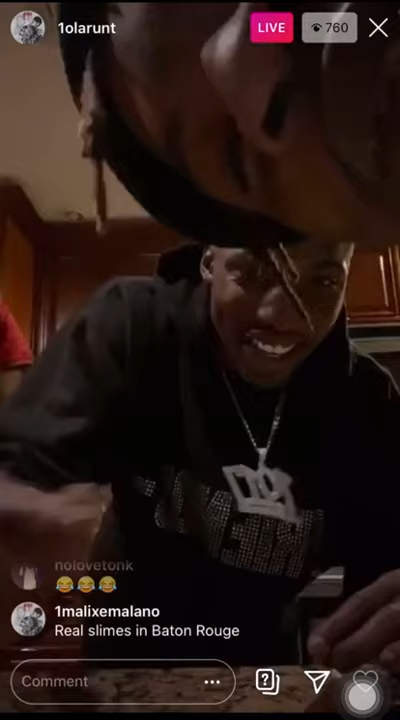 1olarunt
LIVE
760
nolovetonk
😂😂😂
1malixemalano
Real slimes in Baton Rouge
Comment